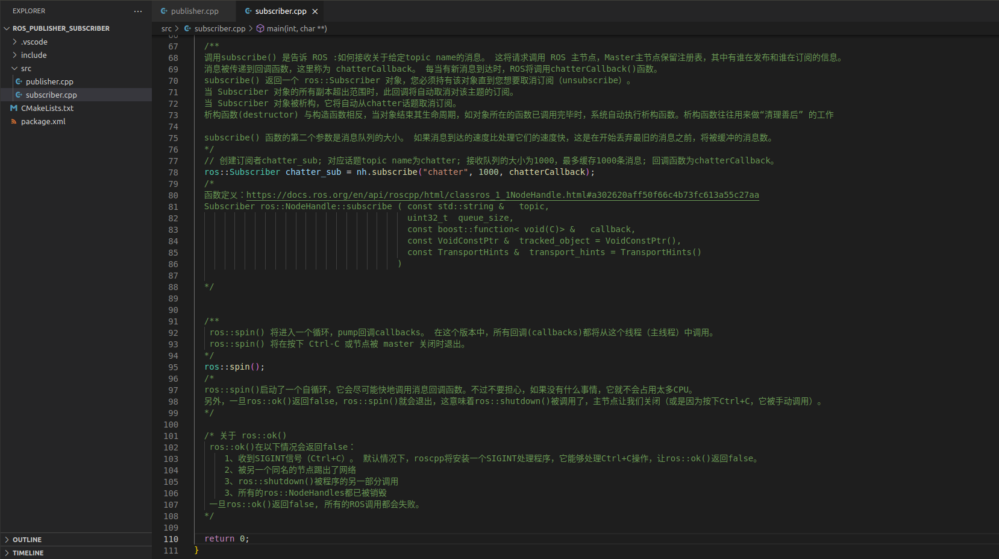 EXPLORER
ROS_PUBLISHER_SUBSCRIBER
.vscode
include
src
publisher.cpp
subscriber.cpp
CMakeLists.txt
package.xml
OUTLINE
TIMELINE
publisher.cpp
subscriber.cpp
src > subscriber.cpp > main(int, char **)
67 /**
68 调用subscribe() 是告诉 ROS :如何接收关于给定topic name的消息。 这将请求调用 ROS 主节点，Master主节点保留注册表，其中有谁在发布和谁在订阅的信息。
69 消息被传递到回调函数，这里称为 chatterCallback。 每当有新消息到达时，ROS将调用chatterCallback()函数。
70 subscribe() 返回一个 ros::Subscriber 对象，您必须持有该对象直到您想要取消订阅（unsubscribe）。
71 当 Subscriber 对象的所有副本超出范围时，此回调将自动取消对该主题的订阅。
72 当 Subscriber 对象被析构，它将自动从chatter话题取消订阅。
73 析构函数(destructor) 与构造函数相反，当对象结束其生命周期，如对象所在的函数已调用完毕时，系统自动执行析构函数。析构函数往往用来做“清理善后” 的工作
74
75 subscribe() 函数的第二个参数是消息队列的大小。 如果消息到达的速度比处理它们的速度快，这是在开始丢弃最旧的消息之前，将被缓冲的消息数。
76 */
77 // 创建订阅者chatter_sub; 对应话题topic name为chatter; 接收队列的大小为1000，最多缓存1000条消息; 回调函数为chatterCallback。
78 ros::Subscriber chatter_sub = nh.subscribe("chatter", 1000, chatterCallback);
79 /*
80 函数定义：https://docs.ros.org/en/api/roscpp/html/classros_1_1NodeHandle.html#a302620aff50f66c4b73fc613a55c27aa
81 Subscriber ros::NodeHandle::subscribe ( const std::string & topic,
82 uint32_t queue_size,
83 const boost::function< void(C)> & callback,
84 const VoidConstPtr & tracked_object = VoidConstPtr(),
85 const TransportHints & transport_hints = TransportHints()
86 )
87
88 */
89
90
91 /**
92 ros::spin() 将进入一个循环，pump回调callbacks。 在这个版本中，所有回调(callbacks)都将从这个线程（主线程）中调用。
93 ros::spin() 将在按下 Ctrl-C 或节点被 master 关闭时退出。
94 */
95 ros::spin();
96 /*
97 ros::spin()启动了一个自循环，它会尽可能快地调用消息回调函数。不过不要担心，如果没有什么事情，它就不会占用太多CPU。
98 另外，一旦ros::ok()返回false，ros::spin()就会退出，这意味着ros::shutdown()被调用了，主节点让我们关闭（或是因为按下Ctrl+C，它被手动调用）。
99 */
100
101 /* 关于 ros::ok()
102 ros::ok()在以下情况会返回false：
103 1、收到SIGINT信号（Ctrl+C）。 默认情况下，roscpp将安装一个SIGINT处理程序，它能够处理Ctrl+C操作，让ros::ok()返回false。
104 2、被另一个同名的节点踢出了网络
105 3、ros::shutdown()被程序的另一部分调用
106 3、所有的ros::NodeHandles都已被销毁
107 一旦ros::ok()返回false, 所有的ROS调用都会失败。
108 */
109
110 return 0;
111 }